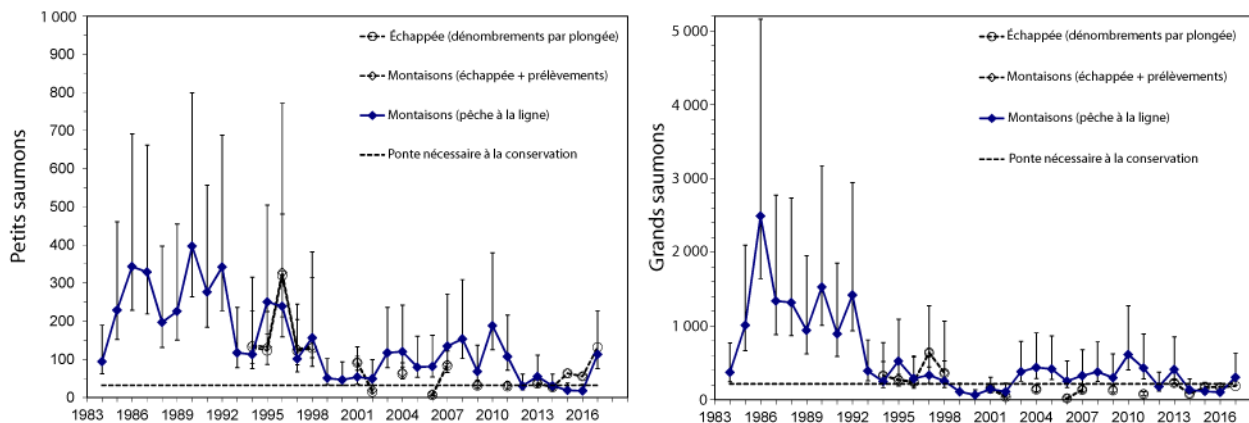 1 000
900
800
700
600
500
400
300
200
100
0
Petits saumons
Échappée (dénombrements par plongée)
Montaisons (échappée + prélèvements)
Montaisons (pêche à la ligne)
Ponte nécessaire à la conservation
1983 1986 1989 1992 1995 1998 2001 2004 2007 2010 2013 2016
5 000
4 000
3 000
2 000
1 000
0
Grands saumons
Échappée (dénombrements par plongée)
Montaisons (échappée + prélèvements)
Montaisons (pêche à la ligne)
Ponte nécessaire à la conservation
1983 1986 1989 1992 1995 1998 2001 2004 2007 2010 2013 2016